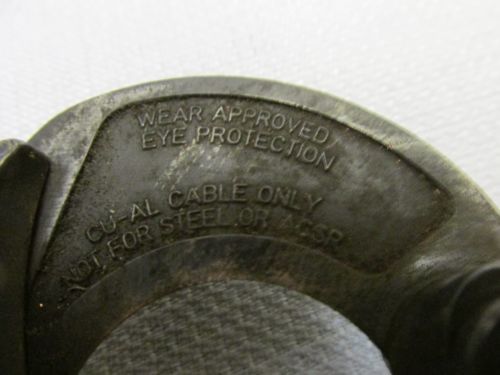 WEAR APPROVED
EYE PROTECTION
CU-AL CABLE ONLY
NOT FOR STEEL OR ACSR